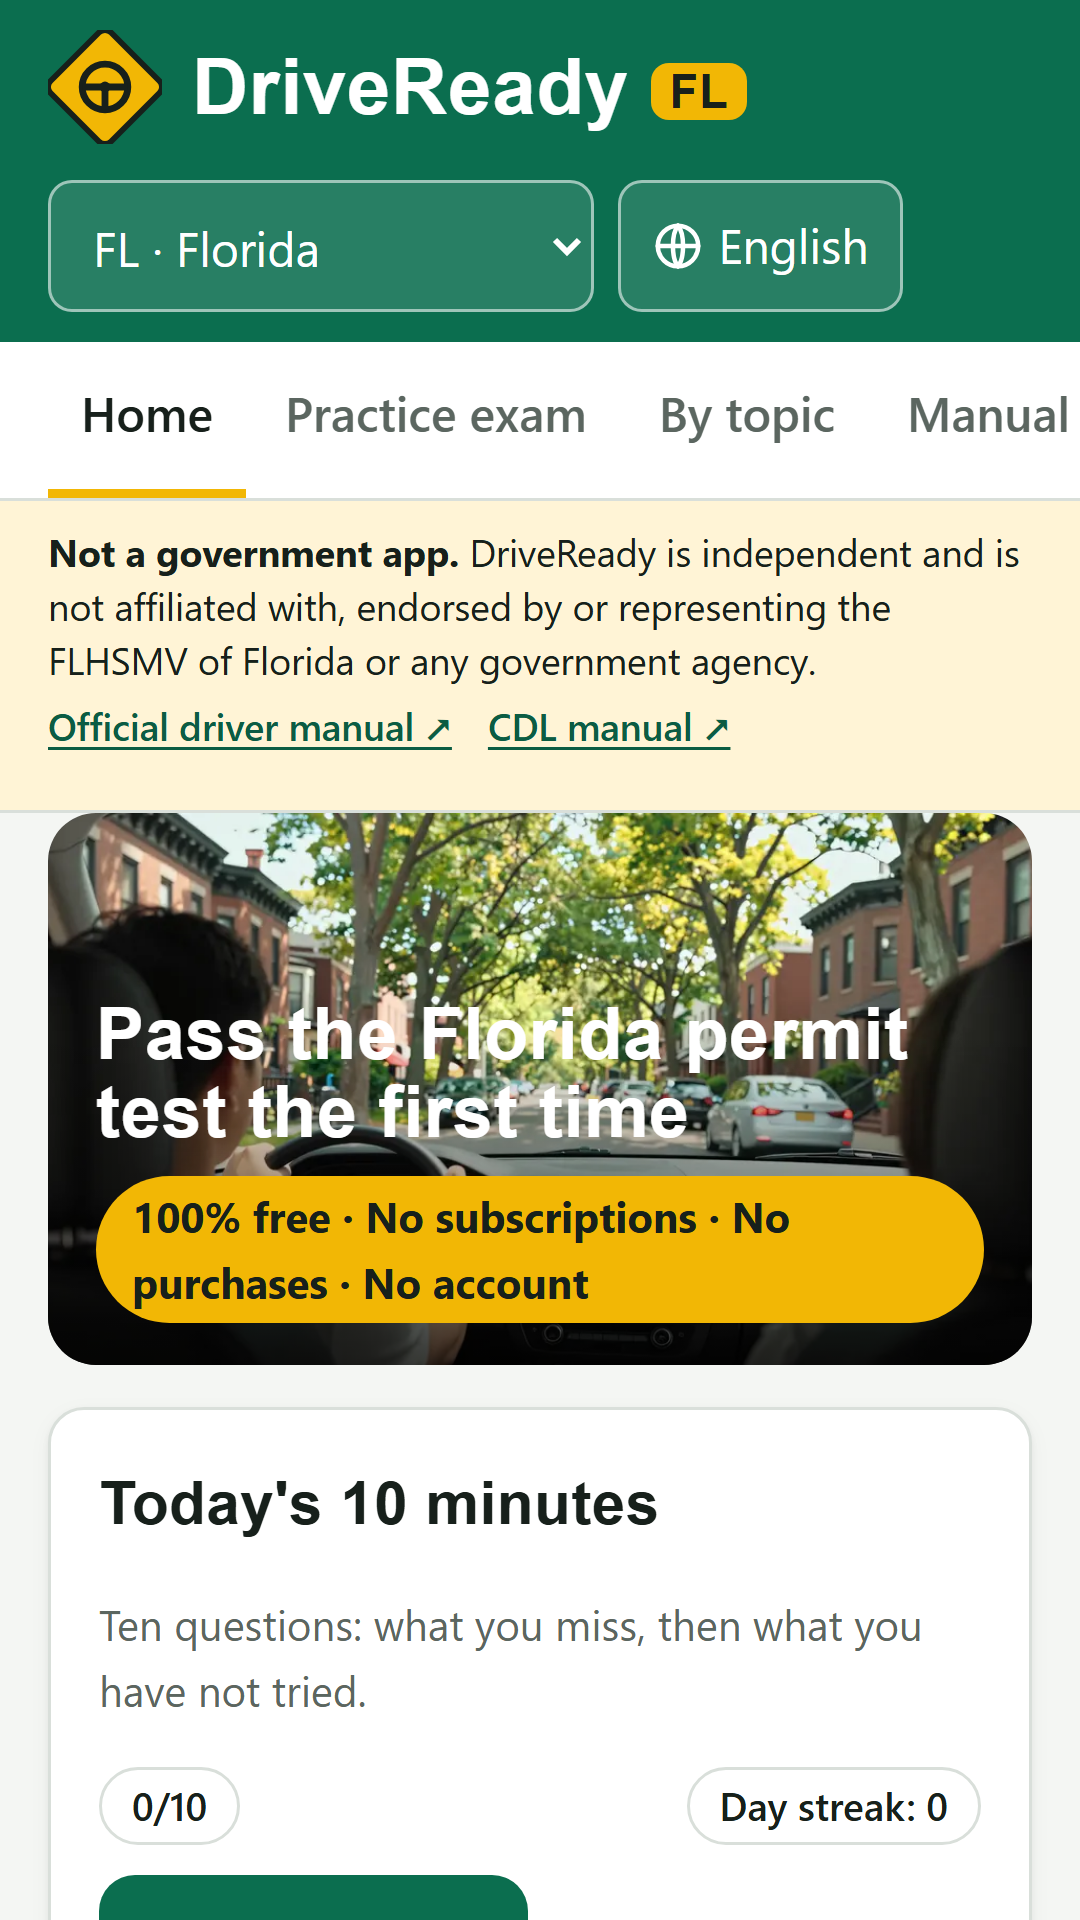 DriveReady FL
FL · Florida
English
Home Practice exam By topic Manual
Not a government app. DriveReady is independent and is
not affiliated with, endorsed by or representing the
FLHSMV of Florida or any government agency.
Official driver manual ↗ CDL manual ↗
Pass the Florida permit
test the first time
100% free · No subscriptions · No
purchases · No account
Today's 10 minutes
Ten questions: what you miss, then what you
have not tried.
0/10 Day streak: 0